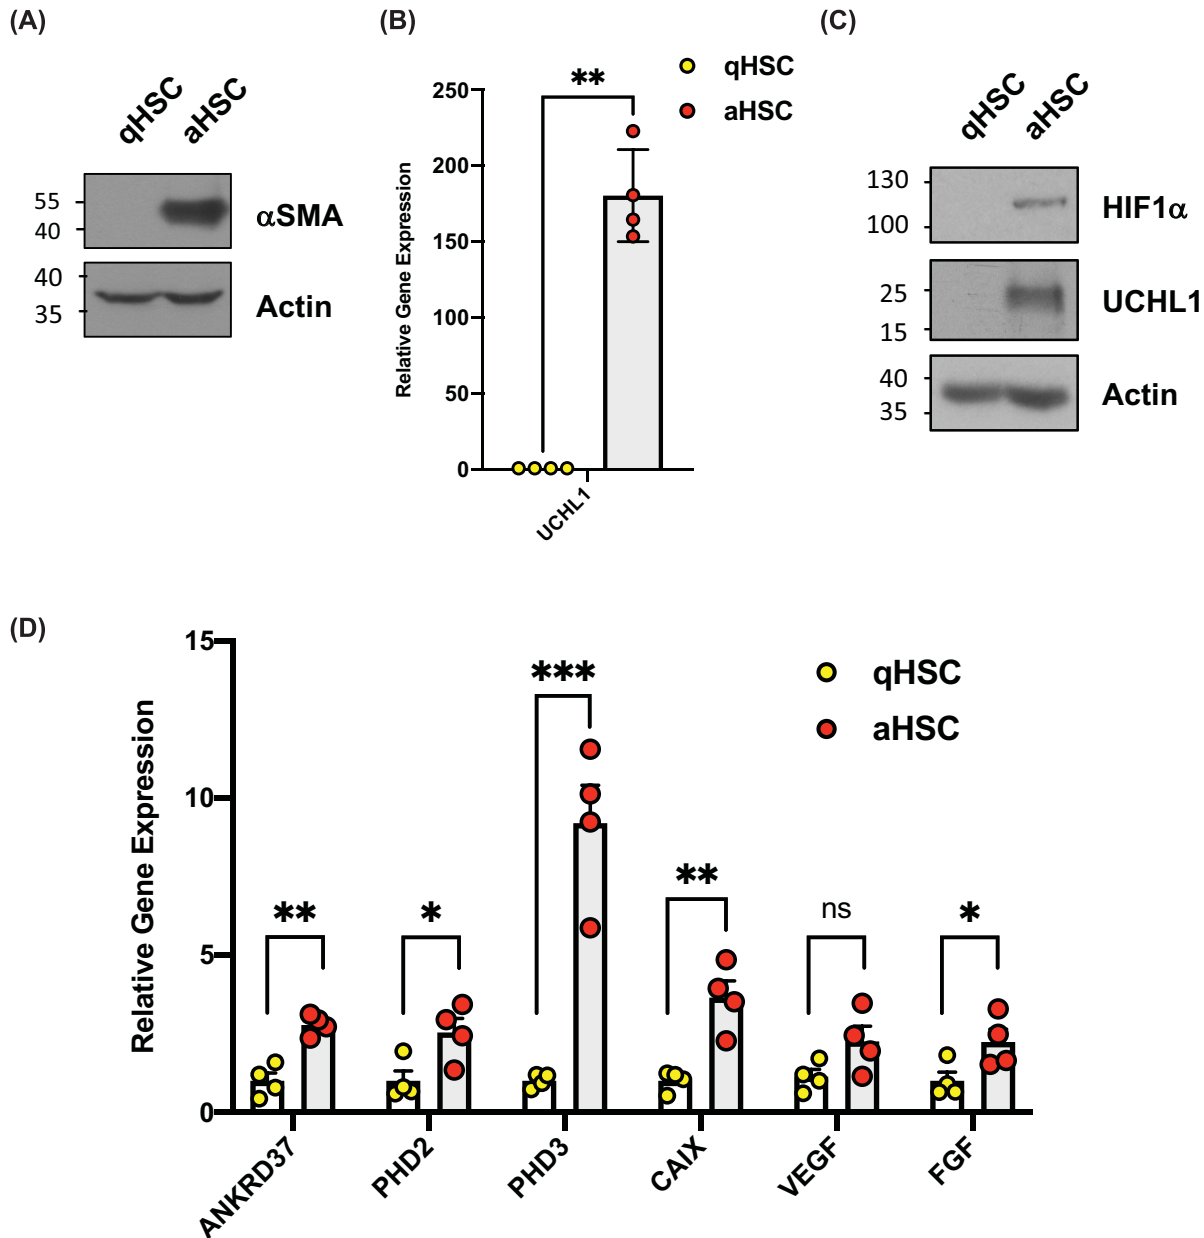 (A)
qHSC aHSC
55
40
αSMA
40
35
Actin
(B)
qHSC
aHSC
**
Relative Gene Expression
250
200
150
100
50
0
UCHL1
(C)
qHSC aHSC
130
100
HIF1α
25
15
UCHL1
40
35
Actin
(D)
qHSC
aHSC
Relative Gene Expression
15
10
5
0
** * *** ** ns *
ANKRD37 PHD2 PHD3 CAIX VEGF FGF